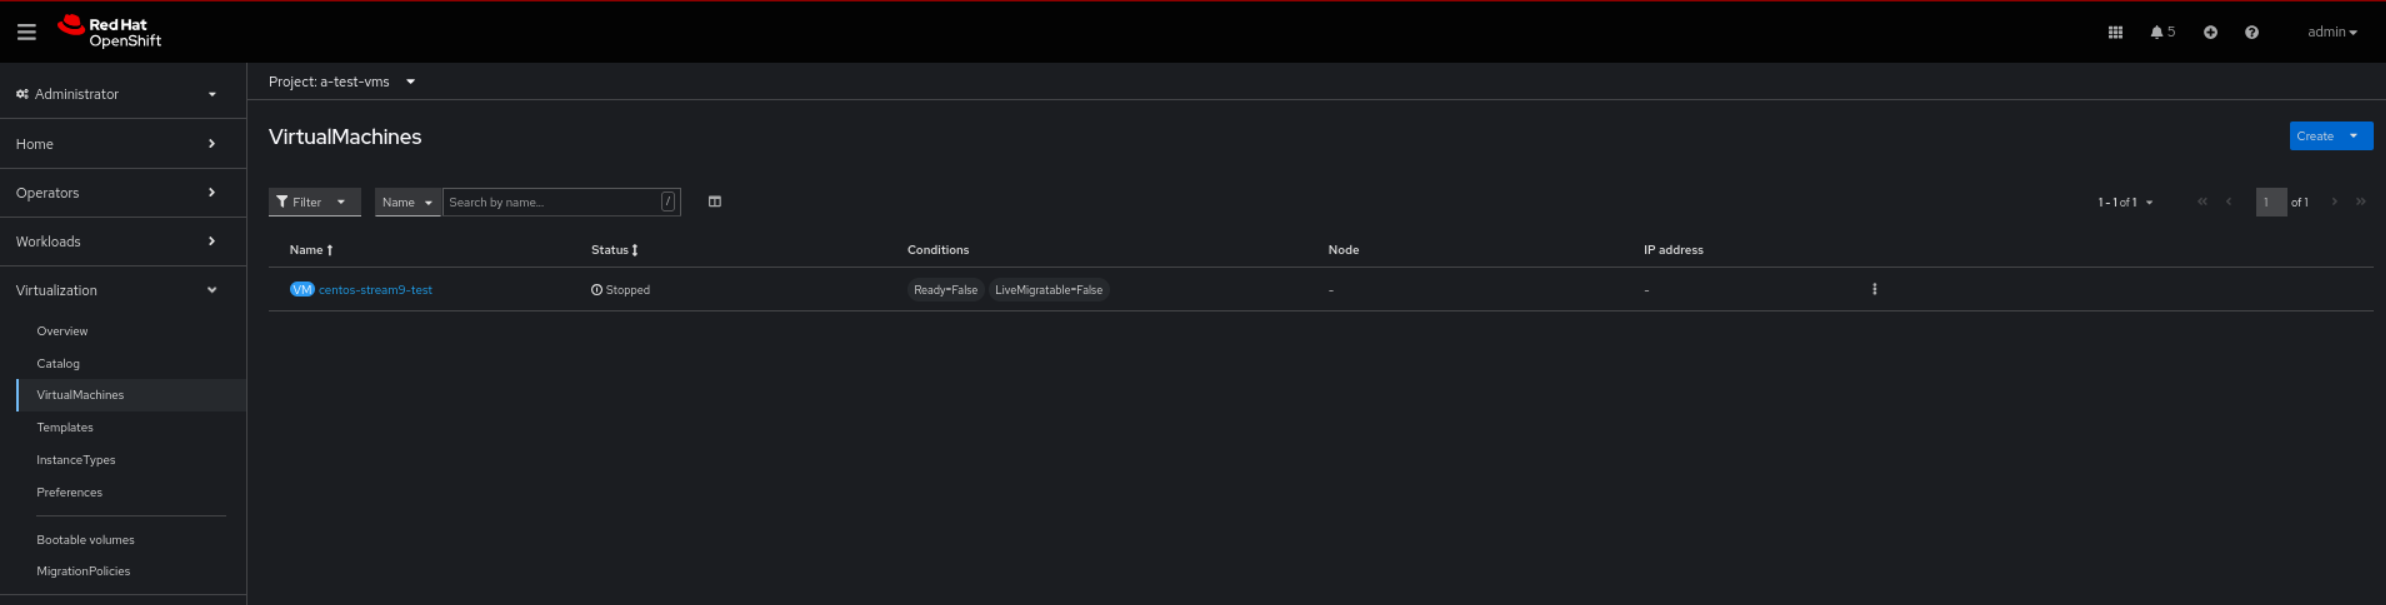 Red Hat
OpenShift
5
admin
Administrator
Home
Operators
Workloads
Virtualization
Overview
Catalog
VirtualMachines
Templates
InstanceTypes
Preferences
Bootable volumes
MigrationPolicies
Project: a-test-vms
VirtualMachines
Create
Filter
Name
Search by name...
/
1 - 1 of 1
1
of 1
Name Status Conditions Node IP address
VM centos-stream9-test Stopped Ready=False LiveMigratable=False - -